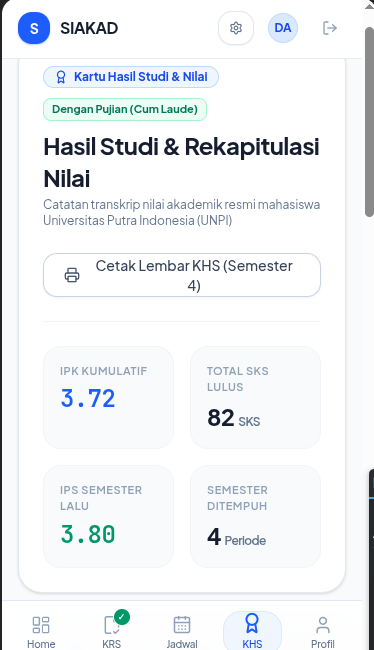 S SIAKAD DA
Kartu Hasil Studi & Nilai
Dengan Pujian (Cum Laude)
Hasil Studi & Rekapitulasi
Nilai
Catatan transkrip nilai akademik resmi mahasiswa
Universitas Putra Indonesia (UNPI)
Cetak Lembar KHS (Semester
4)
IPK KUMULATIF
3.72
TOTAL SKS
LULUS
82 SKS
IPS SEMESTER
LALU
3.80
SEMESTER
DITEMPUH
4 Periode
Home KRS Jadwal KHS Profil